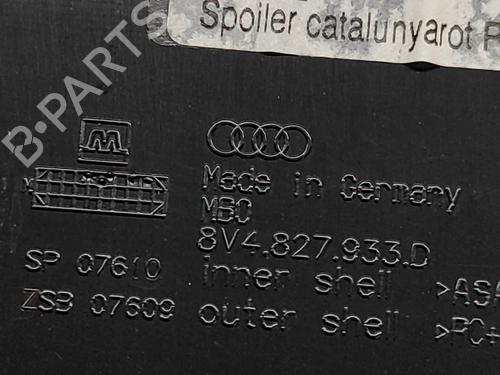 Spoiler catalunyarot
B-PARTS
Made in Germany
MBC
8V4.827.933.D
SP 07610
inner shell >ASA
ZSB 07609
outer shell >PC+